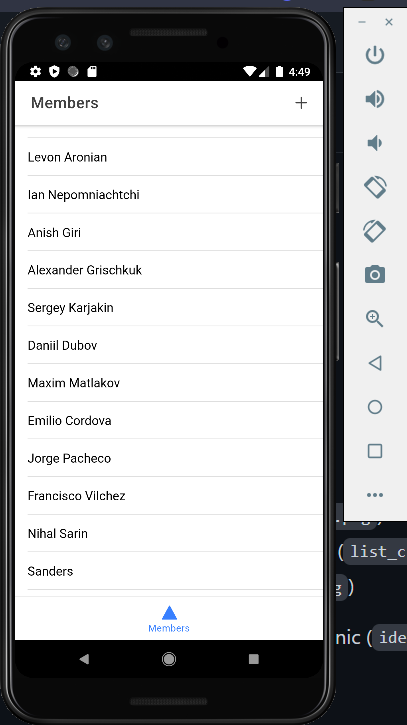 4:49
Members
Levon Aronian
Ian Nepomniachtchi
Anish Giri
Alexander Grischkuk
Sergey Karjakin
Daniil Dubov
Maxim Matlakov
Emilio Cordova
Jorge Pacheco
Francisco Vilchez
Nihal Sarin
Sanders
Members
(list_c
g)
nic (ide